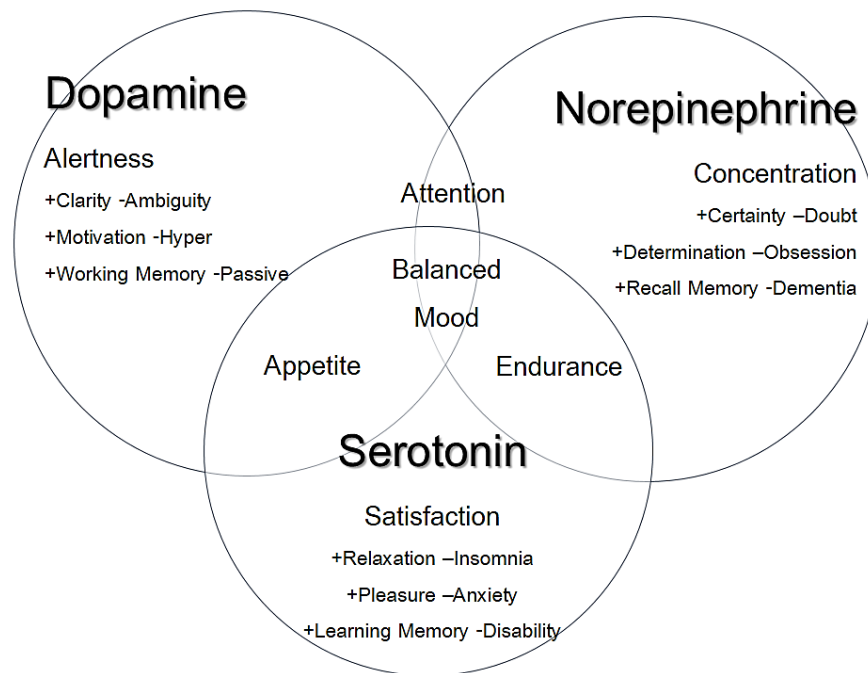 Dopamine
Alertness
+Clarity -Ambiguity
+Motivation -Hyper
+Working Memory -Passive
Norepinephrine
Concentration
+Certainty –Doubt
+Determination –Obsession
+Recall Memory -Dementia
Attention
Balanced
Mood
Appetite
Endurance
Serotonin
Satisfaction
+Relaxation –Insomnia
+Pleasure –Anxiety
+Learning Memory -Disability